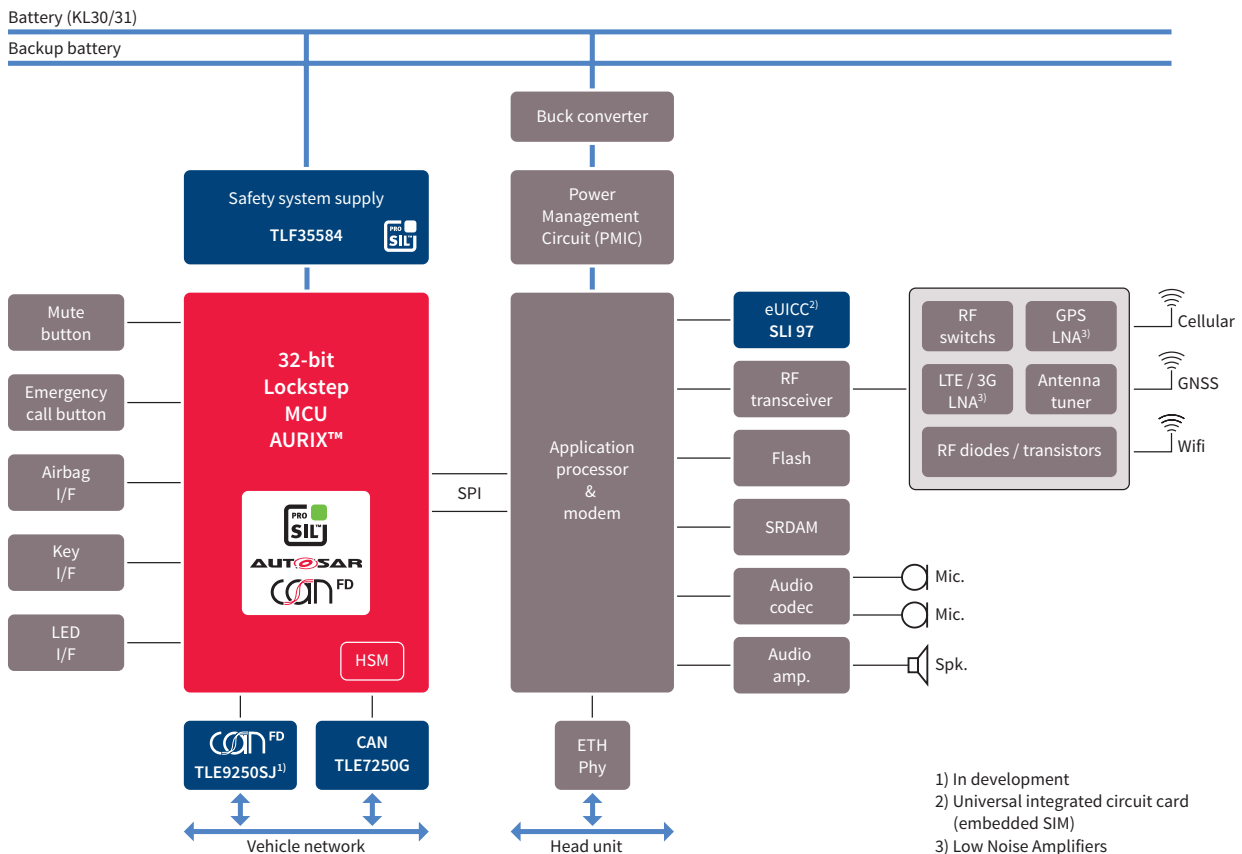 Battery (KL30/31)
Backup battery
Buck converter
Safety system supply
TLF35584
PRO
SIL™
Power
Management
Circuit (PMIC)
Mute
button
Emergency
call button
Airbag
I/F
Key
I/F
LED
I/F
32-bit
Lockstep
MCU
AURIX™
PRO
SIL™
AUTOSAR
CAN FD
HSM
SPI
Application
processor
&
modem
eUICC2)
SLI 97
RF
transceiver
Flash
SRDAM
Audio
codec
Audio
amp.
RF
switchs
GPS
LNA3)
LTE / 3G
LNA3)
Antenna
tuner
RF diodes / transistors
Cellular
GNSS
Wifi
Mic.
Mic.
Spk.
CAN FD
TLE9250SJ1)
CAN
TLE7250G
ETH
Phy
Vehicle network
Head unit
1) In development
2) Universal integrated circuit card
(embedded SIM)
3) Low Noise Amplifiers